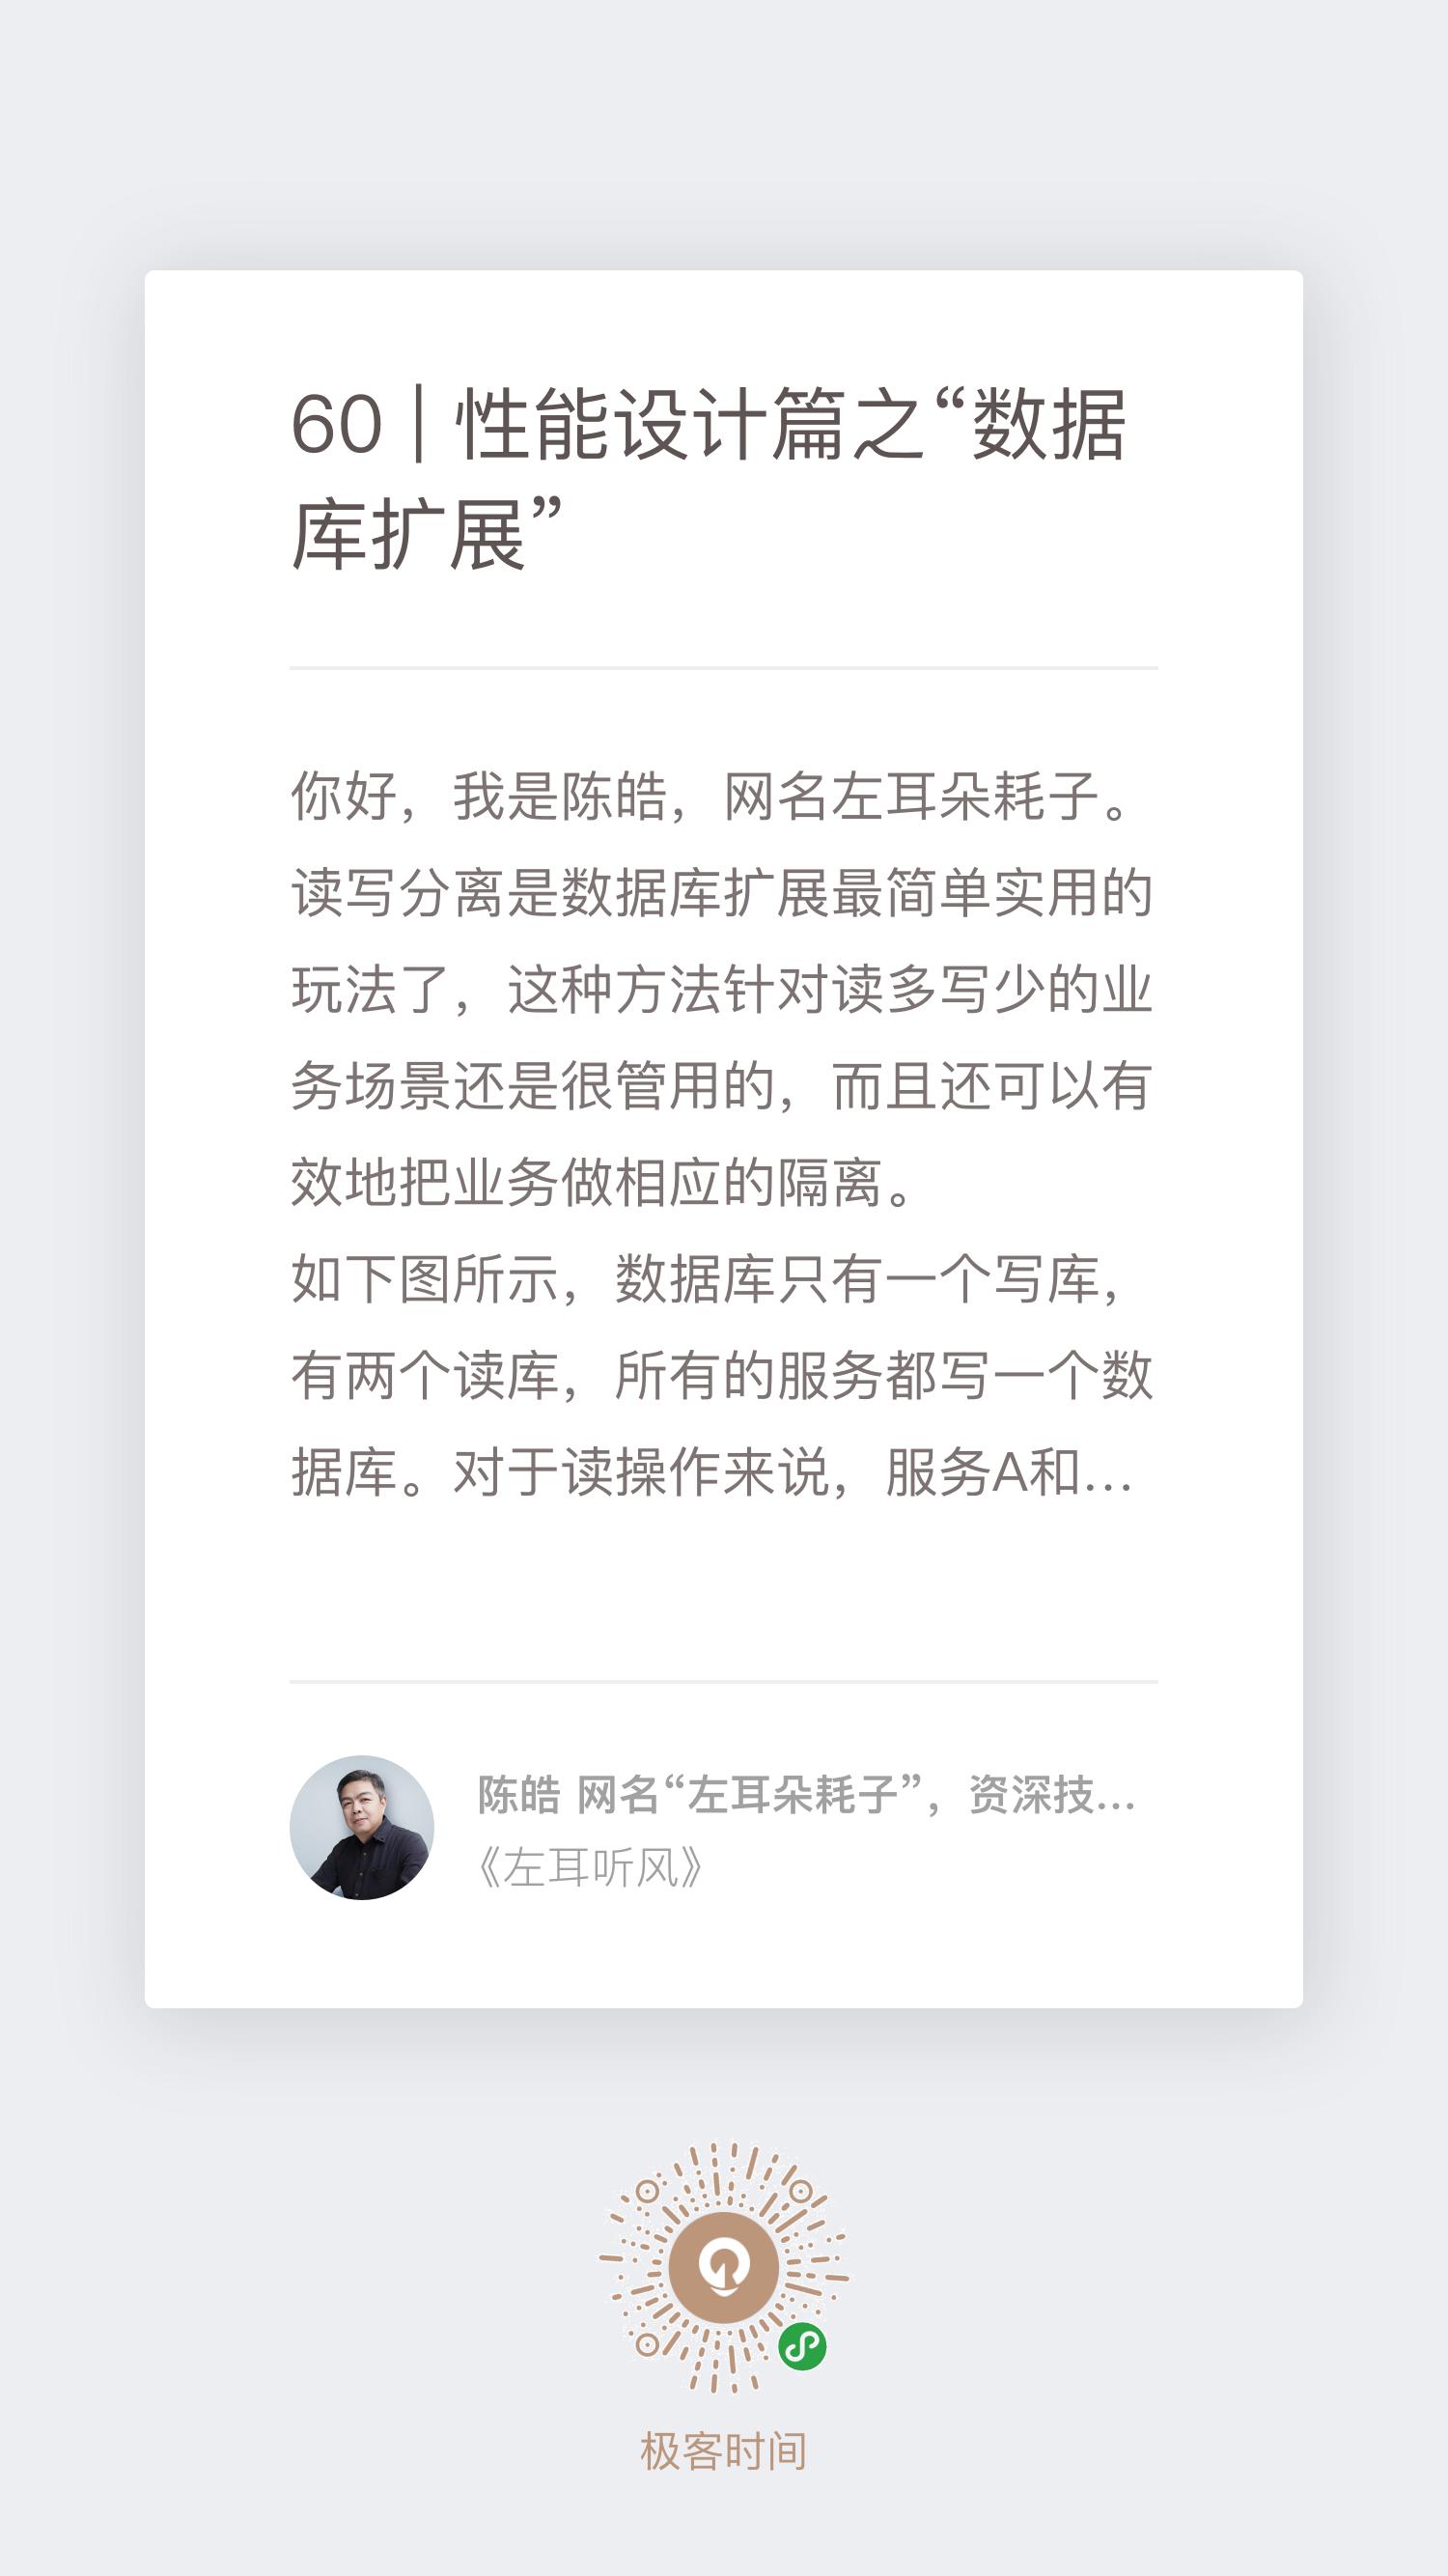 60 | 性能设计篇之“数据
库扩展”
你好，我是陈皓，网名左耳朵耗子。
读写分离是数据库扩展最简单实用的
玩法了，这种方法针对读多写少的业
务场景还是很管用的，而且还可以有
效地把业务做相应的隔离。
如下图所示，数据库只有一个写库，
有两个读库，所有的服务都写一个数
据库。对于读操作来说，服务A和...
陈皓 网名“左耳朵耗子”，资深技...
《左耳听风》
极客时间